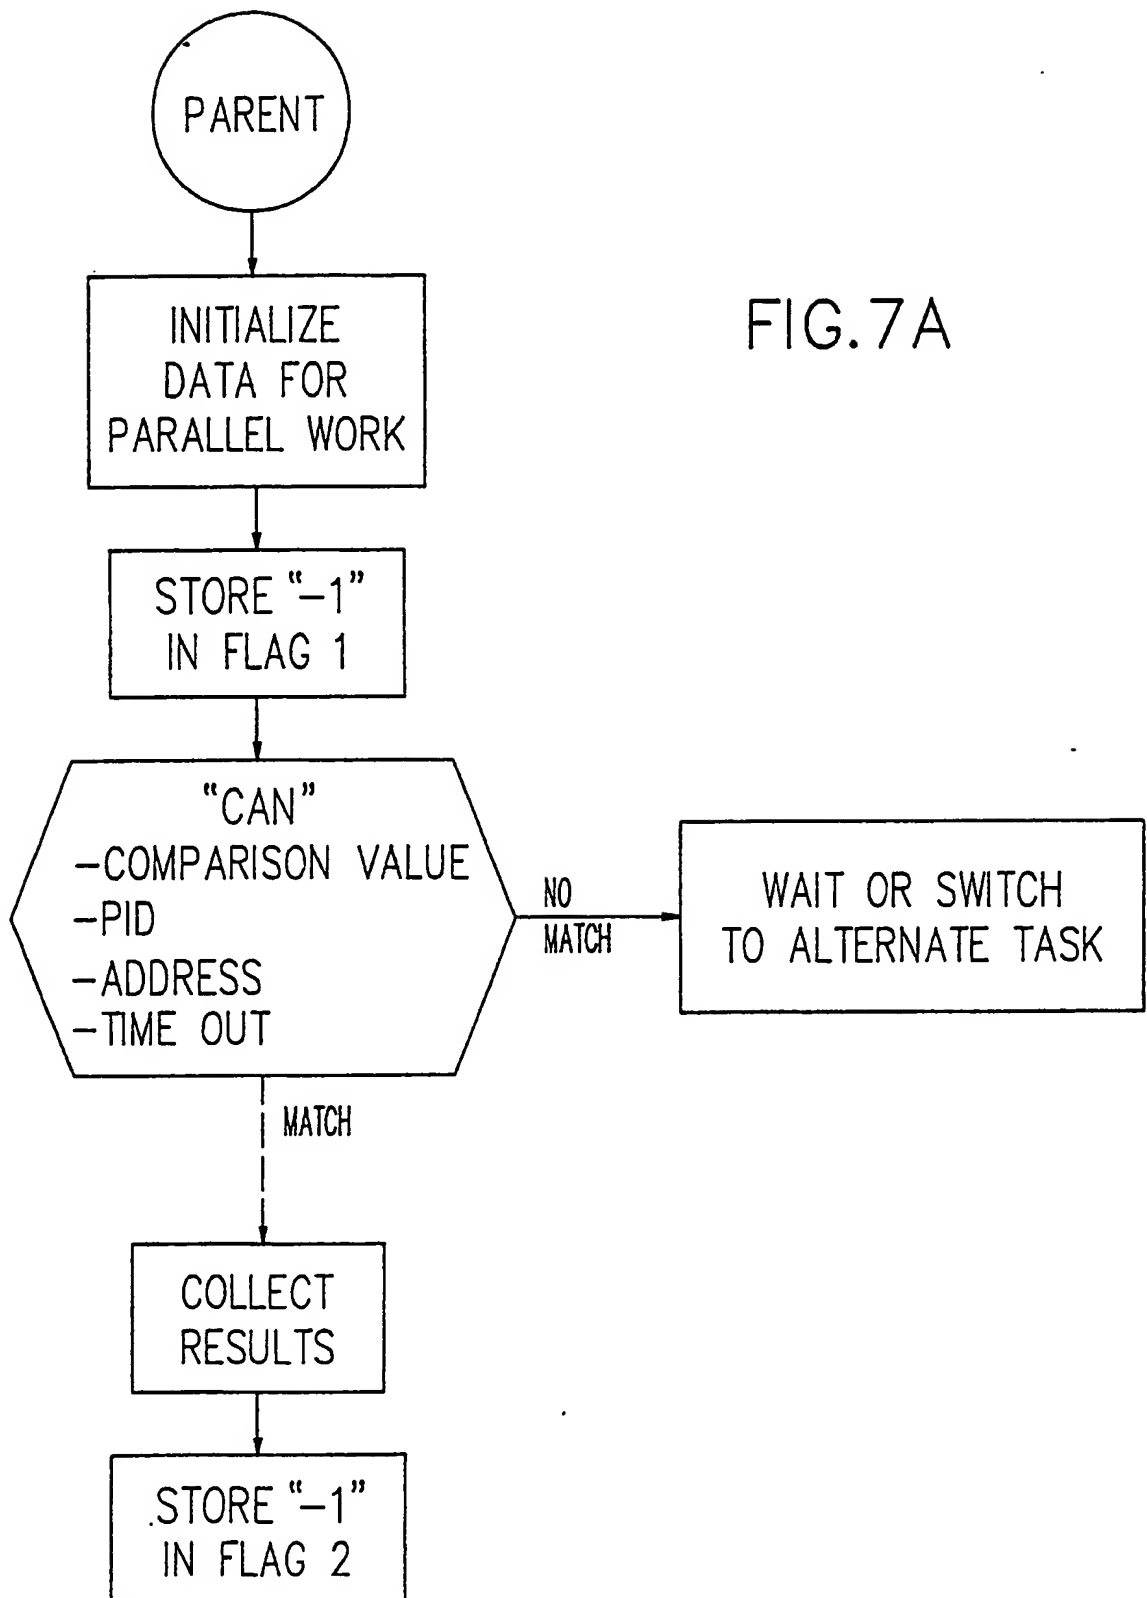 PARENT
INITIALIZE
DATA FOR
PARALLEL WORK
FIG.7A
STORE “−1”
IN FLAG 1
“CAN”
−COMPARISON VALUE
−PID
−ADDRESS
−TIME OUT
NO
MATCH
WAIT OR SWITCH
TO ALTERNATE TASK
MATCH
COLLECT
RESULTS
STORE “−1”
IN FLAG 2